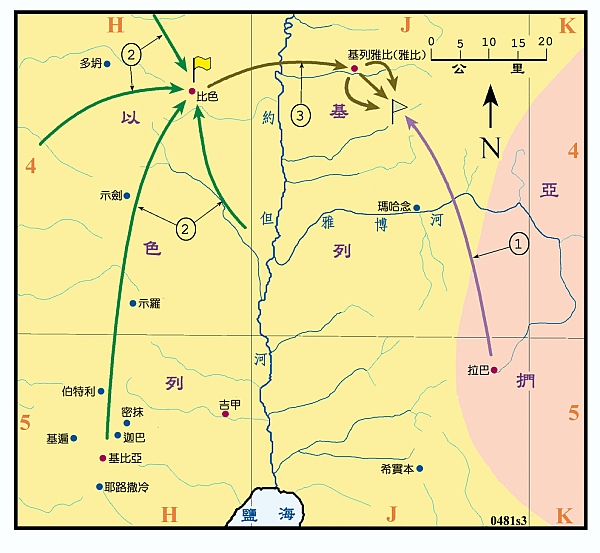 H
J
K
多坍
比色
②
基列雅比(雅比)
0 5 10 15 20
公 里
N
4
以
色
列
約
但
河
基
列
③
4
亞
捫
示劍
②
瑪哈念
雅 博 河
①
示羅
拉巴
伯特利
密抹
吉甲
迦巴
基遍
基比亞
耶路撒冷
希實本
5
5
鹽 海
H
J
K
0481s3